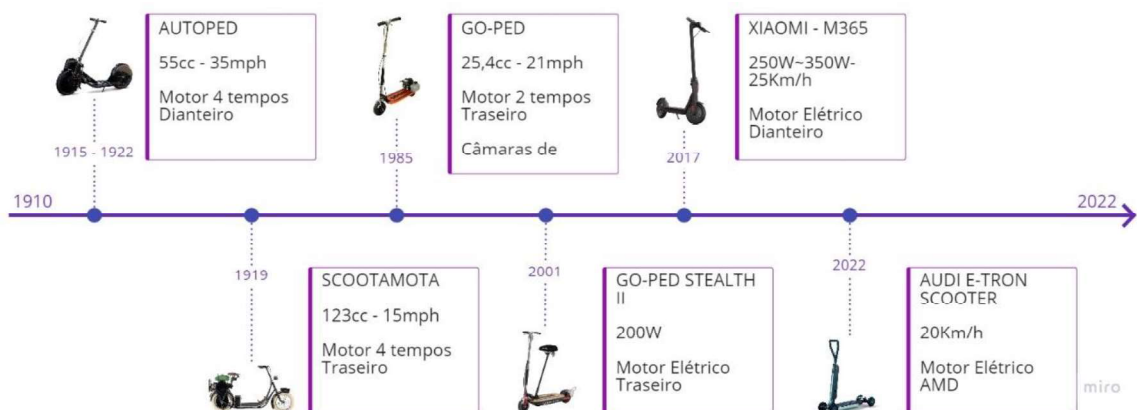 AUTOPED
55cc - 35mph
Motor 4 tempos
Dianteiro
1915 - 1922
GO-PED
25,4cc - 21mph
Motor 2 tempos
Traseiro
Câmaras de
1985
XIAOMI - M365
250W~350W-
25Km/h
Motor Elétrico
Dianteiro
2017
1910
2022
1919
SCOOTAMOTA
123cc - 15mph
Motor 4 tempos
Traseiro
2001
GO-PED STEALTH
II
200W
Motor Elétrico
Traseiro
2022
AUDI E-TRON
SCOOTER
20Km/h
Motor Elétrico
AMD
miro